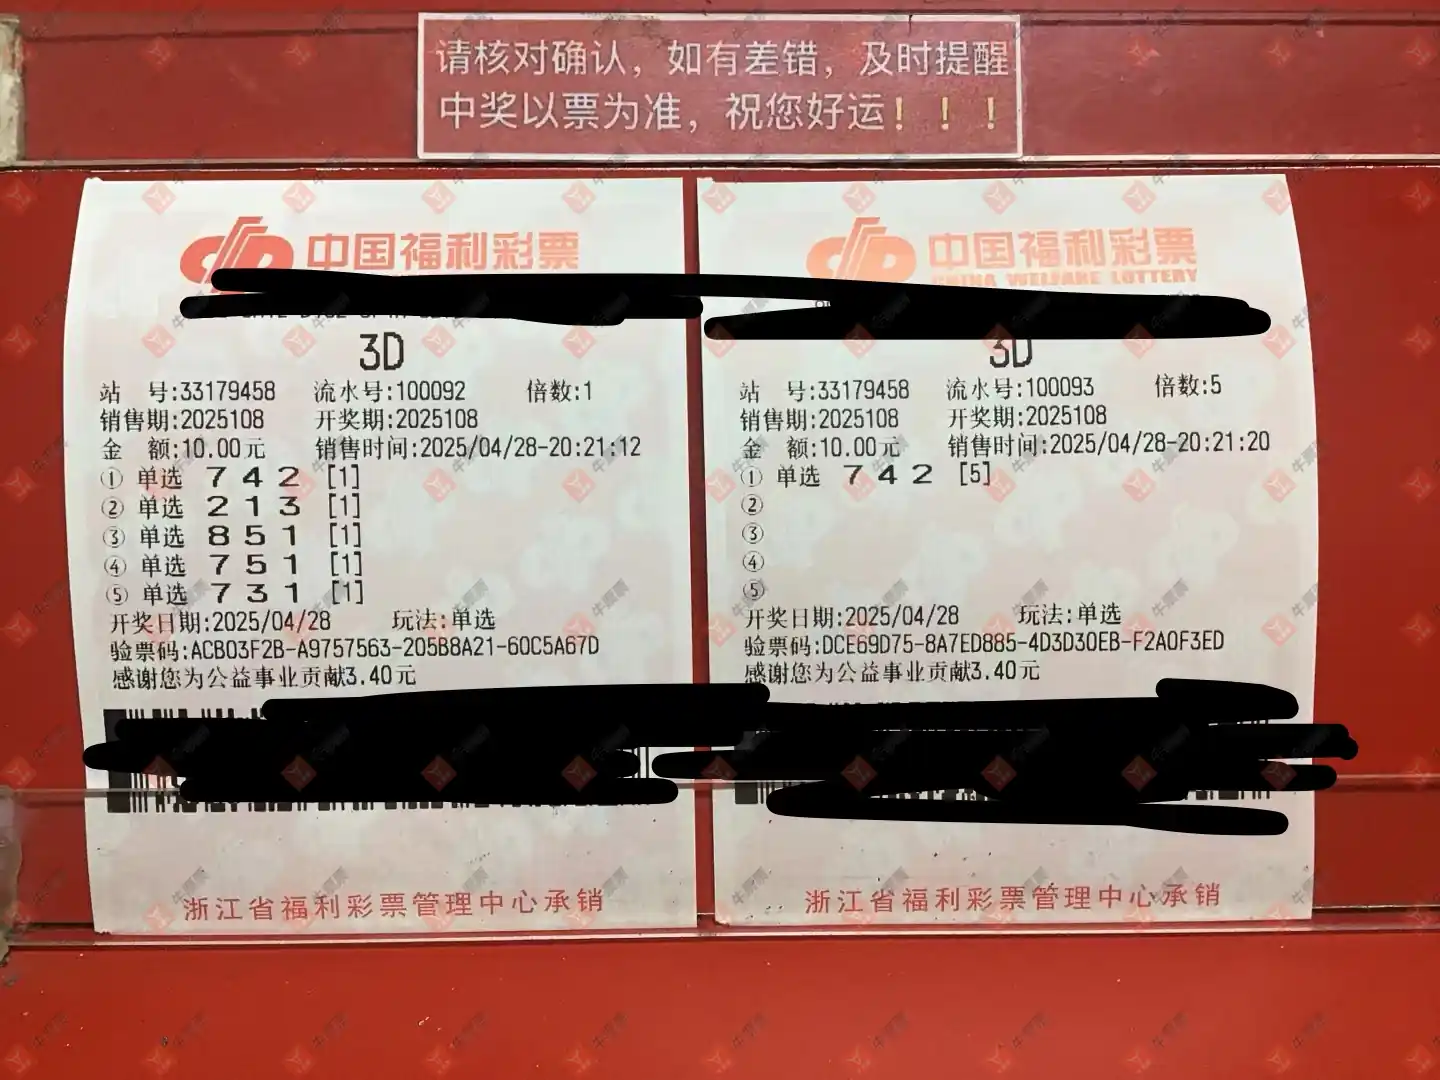 请核对确认，如有差错，及时提醒
中奖以票为准，祝您好运！！！
中国福利彩票
3D
站 号:33179458 流水号:100092 倍数:1
销售期:2025108 开奖期:2025108
金 额:10.00元 销售时间:2025/04/28-20:21:12
① 单选 7 4 2 [1]
② 单选 2 1 3 [1]
③ 单选 8 5 1 [1]
④ 单选 7 5 1 [1]
⑤ 单选 7 3 1 [1]
开奖日期:2025/04/28 玩法:单选
验票码:ACB03F2B-A9757563-205B8A21-60C5A67D
感谢您为公益事业贡献3.40元
浙江省福利彩票管理中心承销
中国福利彩票
CHINA WELFARE LOTTERY
3D
站 号:33179458 流水号:100093 倍数:5
销售期:2025108 开奖期:2025108
金 额:10.00元 销售时间:2025/04/28-20:21:20
① 单选 7 4 2 [5]
②
③
④
⑤
开奖日期:2025/04/28 玩法:单选
验票码:DCE69D75-8A7ED885-4D3D30EB-F2A0F3ED
感谢您为公益事业贡献3.40元
浙江省福利彩票管理中心承销